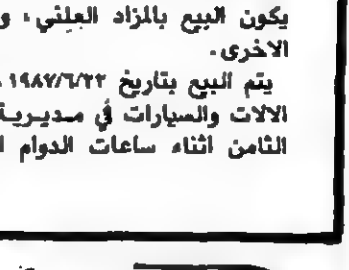 يكون البيع بالمزاد العلني، و
الاخرى.
يتم البيع بتاريخ ١٩٨٧/٦/٢٢
الالات والسيارات في مديرية
الثامن اثناء ساعات الدوام